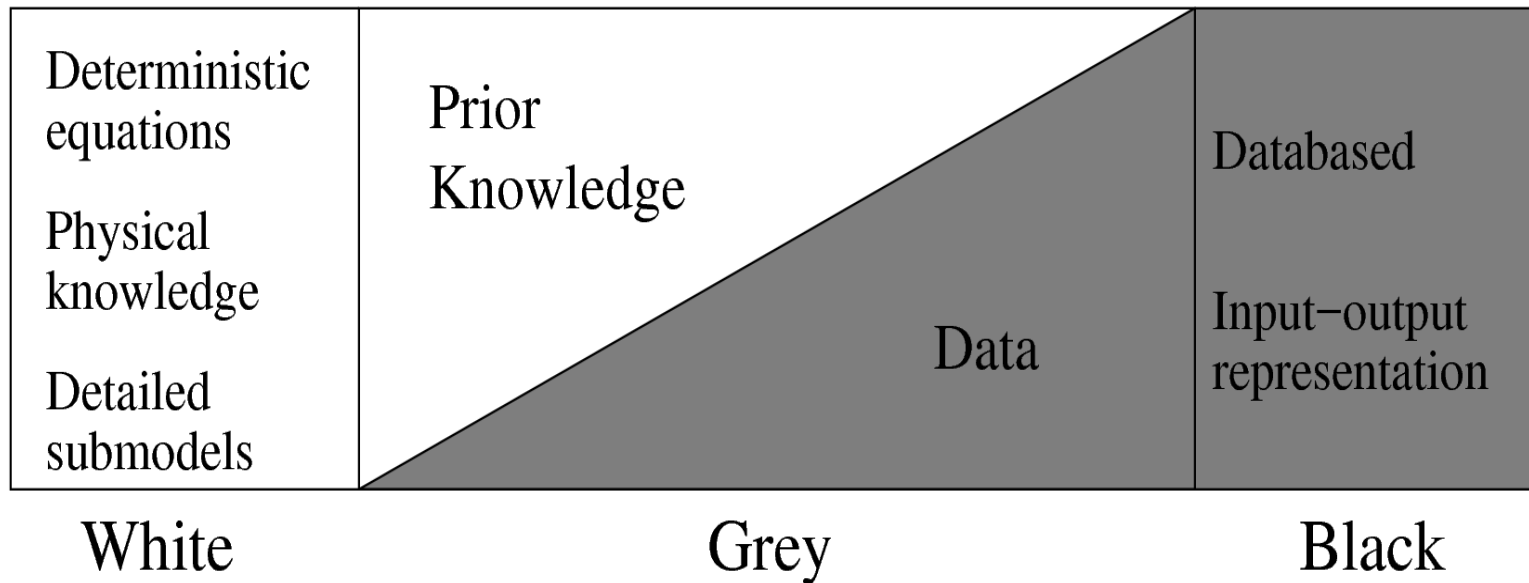 Deterministic
equations
Physical
knowledge
Detailed
submodels
Prior
Knowledge
Data
Databased
Input−output
representation
White
Grey
Black